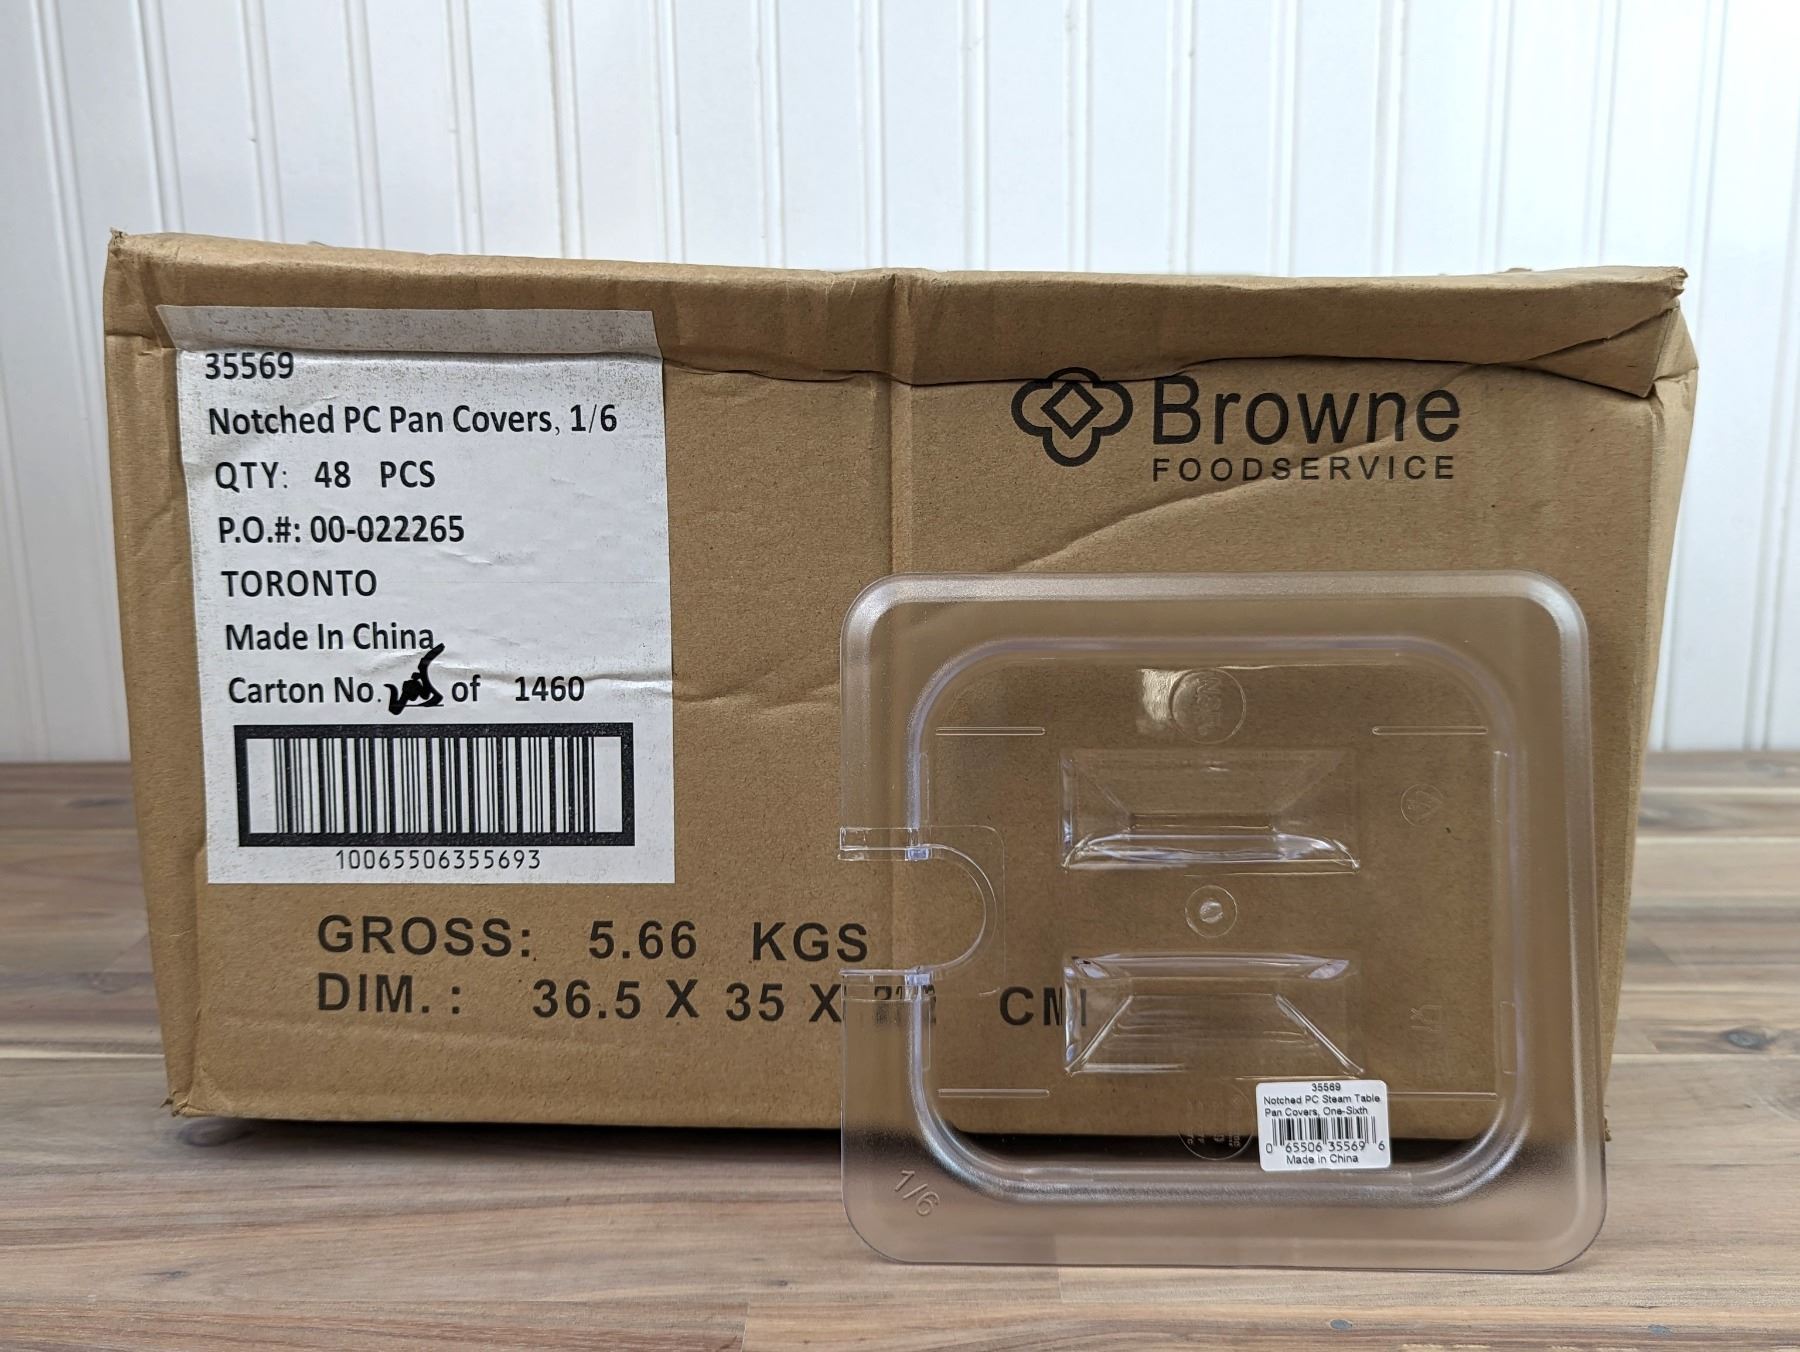 35569
Notched PC Pan Covers, 1/6
QTY: 48 PCS
P.O.#: 00-022265
TORONTO
Made In China
Carton No. of 1460
10065506355693
Browne
FOODSERVICE
GROSS: 5.66 KGS
DIM. : 36.5 X 35 X CM
NSF
1/6
35569
Notched PC Steam Table
Pan Covers, One-Sixth
0 65506 35569 6
Made in China